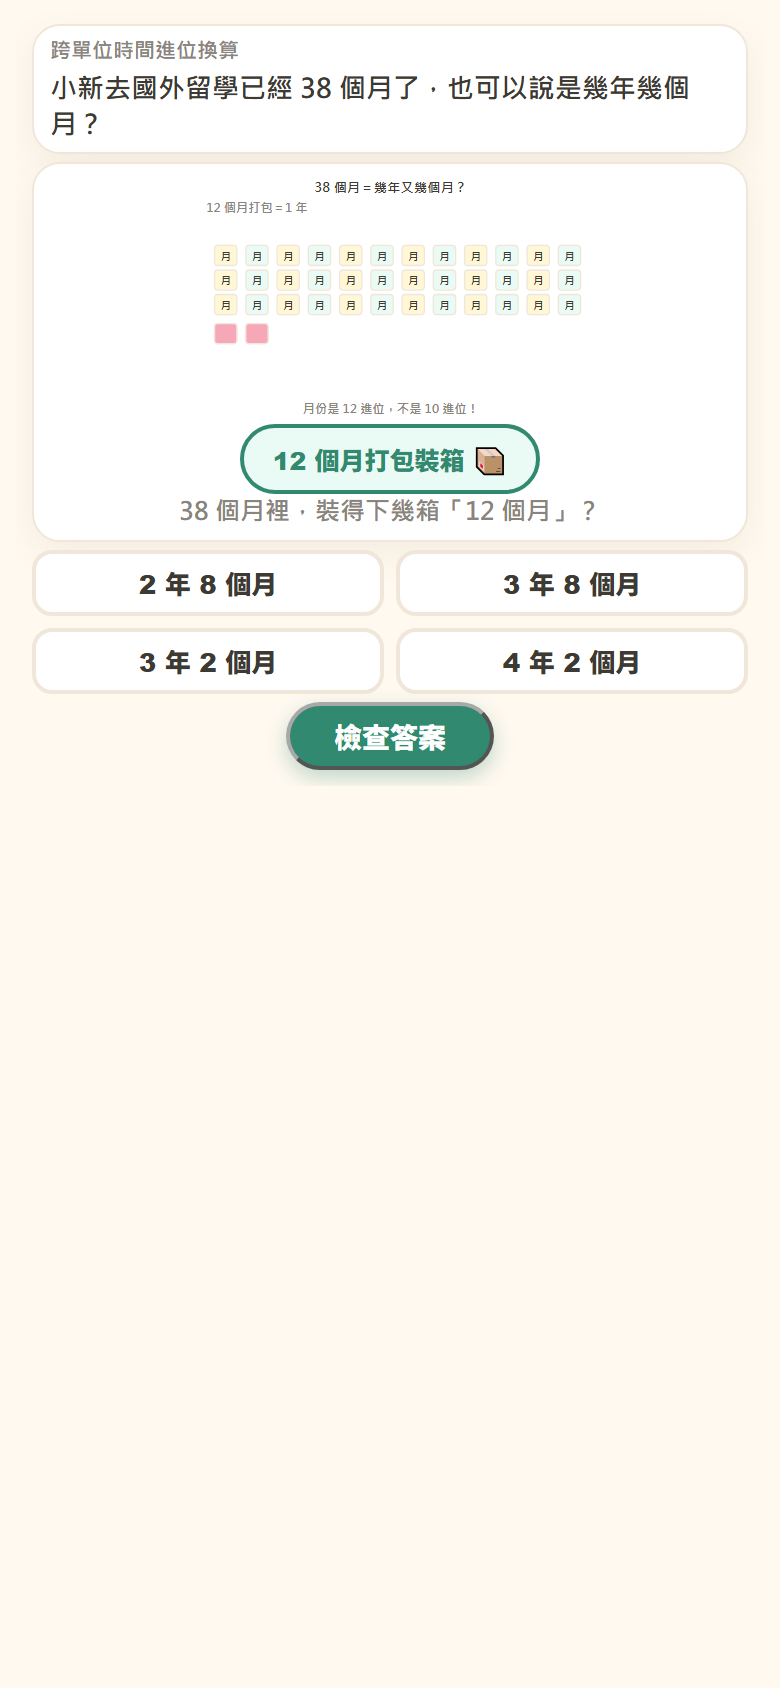 跨單位時間進位換算
小新去國外留學已經 38 個月了，也可以說是幾年幾個
月？
38 個月 = 幾年又幾個月？
12 個月打包 = 1 年
月 月 月 月 月 月 月 月 月 月 月 月
月 月 月 月 月 月 月 月 月 月 月 月
月 月 月 月 月 月 月 月 月 月 月 月
月份是 12 進位，不是 10 進位！
12 個月打包裝箱
38 個月裡，裝得下幾箱「12 個月」？
2 年 8 個月
3 年 8 個月
3 年 2 個月
4 年 2 個月
檢查答案